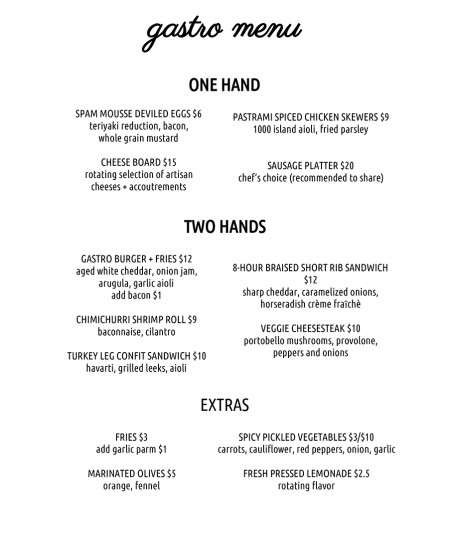 gastro menu
ONE HAND
SPAM MOUSSE DEVILED EGGS $6
teriyaki reduction, bacon,
whole grain mustard
PASTRAMI SPICED CHICKEN SKEWERS $9
1000 island aioli, fried parsley
CHEESE BOARD $15
rotating selection of artisan
cheeses + accoutrements
SAUSAGE PLATTER $20
chef's choice (recommended to share)
TWO HANDS
GASTRO BURGER + FRIES $12
aged white cheddar, onion jam,
arugula, garlic aioli
add bacon $1
8-HOUR BRAISED SHORT RIB SANDWICH
$12
sharp cheddar, caramelized onions,
horseradish crème fraîchè
CHIMICHURRI SHRIMP ROLL $9
baconnaise, cilantro
VEGGIE CHEESESTEAK $10
portobello mushrooms, provolone,
peppers and onions
TURKEY LEG CONFIT SANDWICH $10
havarti, grilled leeks, aioli
EXTRAS
FRIES $3
add garlic parm $1
SPICY PICKLED VEGETABLES $3/$10
carrots, cauliflower, red peppers, onion, garlic
MARINATED OLIVES $5
orange, fennel
FRESH PRESSED LEMONADE $2.5
rotating flavor